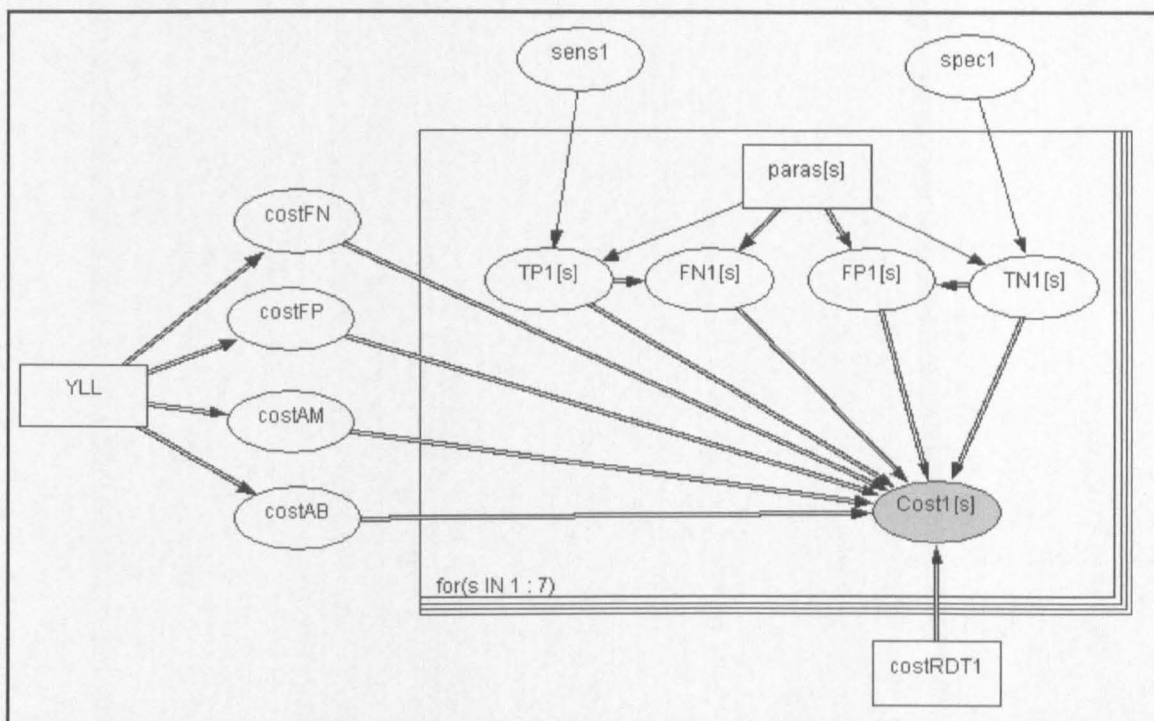 sens1
spec1
paras[s]
costFN
TP1[s]
FN1[s]
FP1[s]
TN1[s]
costFP
YLL
costAM
costAB
Cost1[s]
for(s IN 1 : 7)
costRDT1